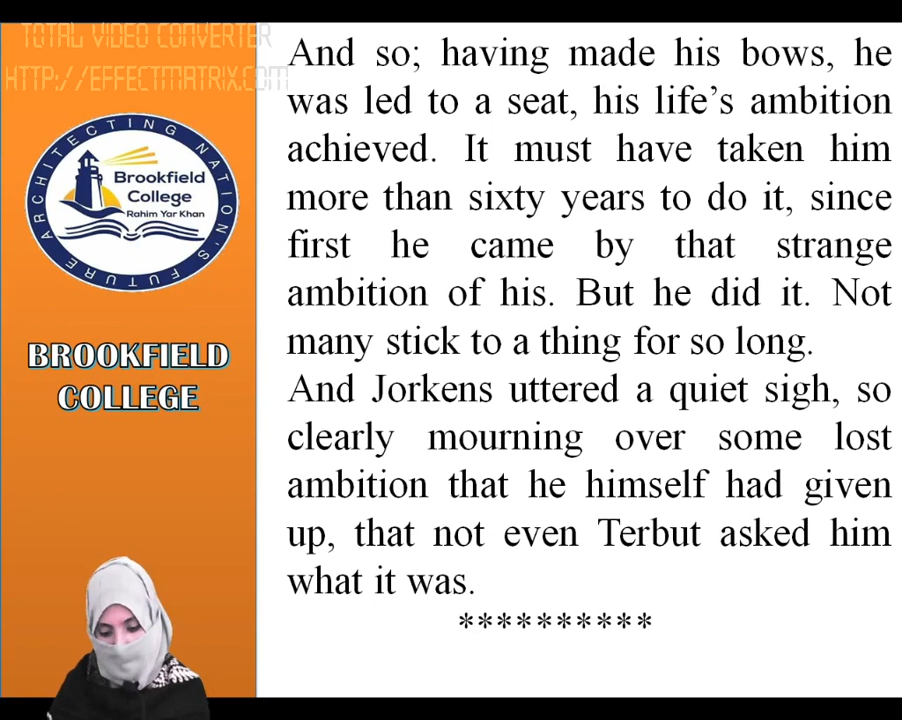 TOTAL VIDEO CONVERTER
HTTP://EFFECTMATRIX.COM
ARCHITECTING NATION'S FUTURE
Brookfield
College
Rahim Yar Khan
BROOKFIELD
COLLEGE
And so; having made his bows, he
was led to a seat, his life’s ambition
achieved. It must have taken him
more than sixty years to do it, since
first he came by that strange
ambition of his. But he did it. Not
many stick to a thing for so long.
And Jorkens uttered a quiet sigh, so
clearly mourning over some lost
ambition that he himself had given
up, that not even Terbut asked him
what it was.
**********